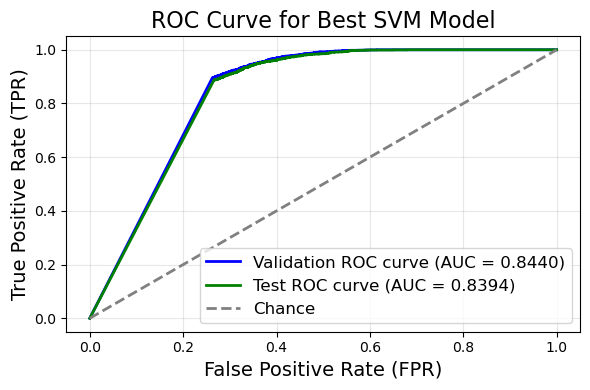 ROC Curve for Best SVM Model
True Positive Rate (TPR)
1.0
0.8
0.6
0.4
0.2
0.0
Validation ROC curve (AUC = 0.8440)
Test ROC curve (AUC = 0.8394)
Chance
0.0 0.2 0.4 0.6 0.8 1.0
False Positive Rate (FPR)